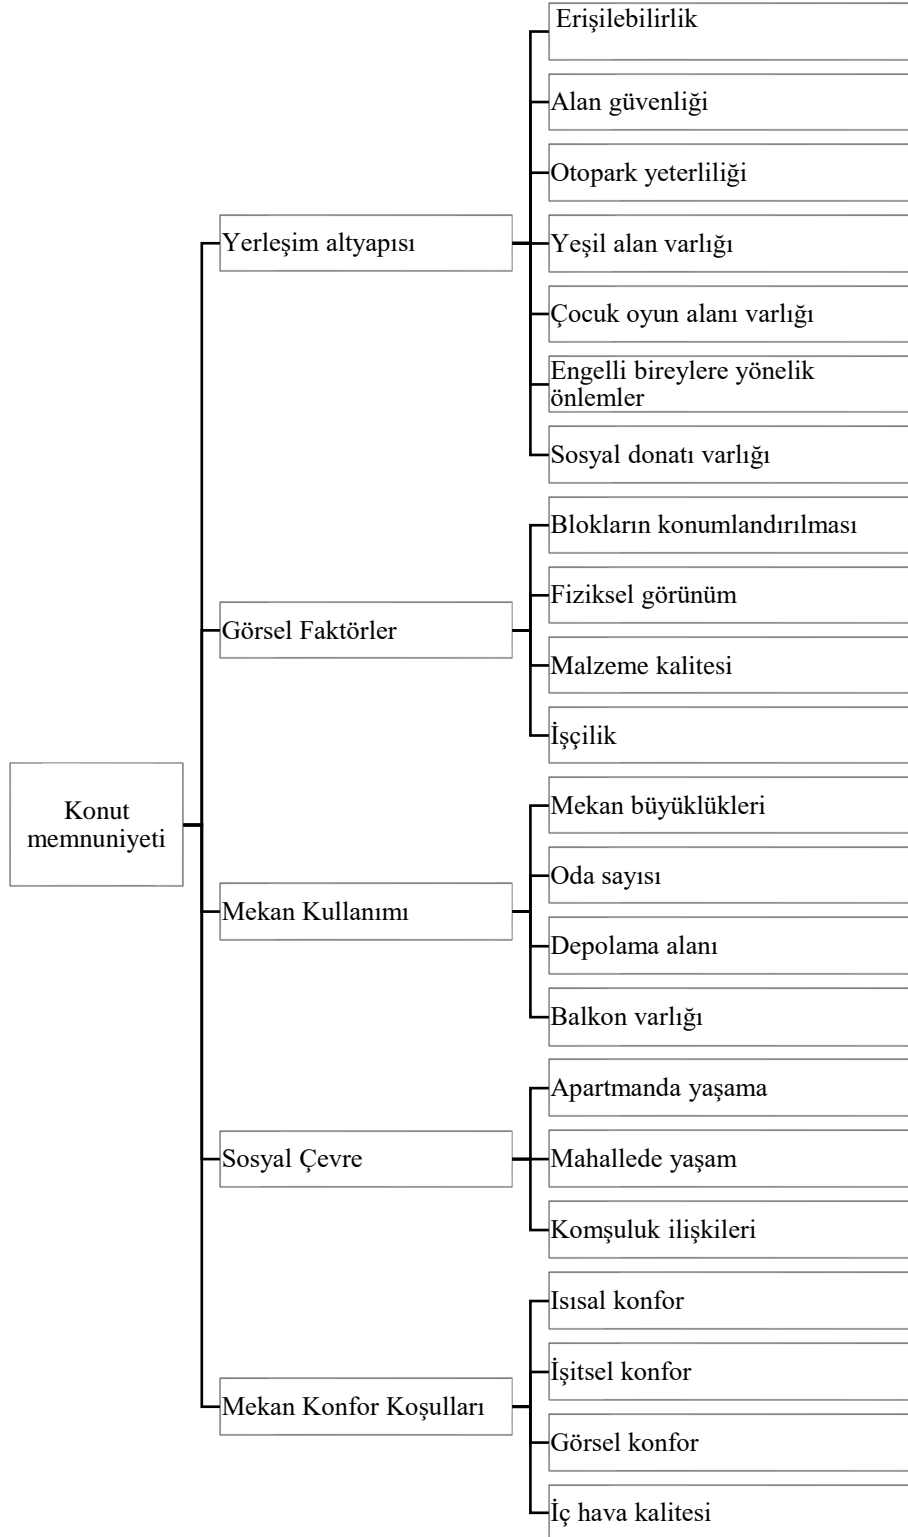 Konut
memnuniyeti
Yerleşim altyapısı
Erişilebilirlik
Alan güvenliği
Otopark yeterliliği
Yeşil alan varlığı
Çocuk oyun alanı varlığı
Engelli bireylere yönelik
önlemler
Sosyal donatı varlığı
Görsel Faktörler
Blokların konumlandırılması
Fiziksel görünüm
Malzeme kalitesi
İşçilik
Mekan Kullanımı
Mekan büyüklükleri
Oda sayısı
Depolama alanı
Balkon varlığı
Sosyal Çevre
Apartmanda yaşama
Mahallede yaşam
Komşuluk ilişkileri
Mekan Konfor Koşulları
Isısal konfor
İşitsel konfor
Görsel konfor
İç hava kalitesi